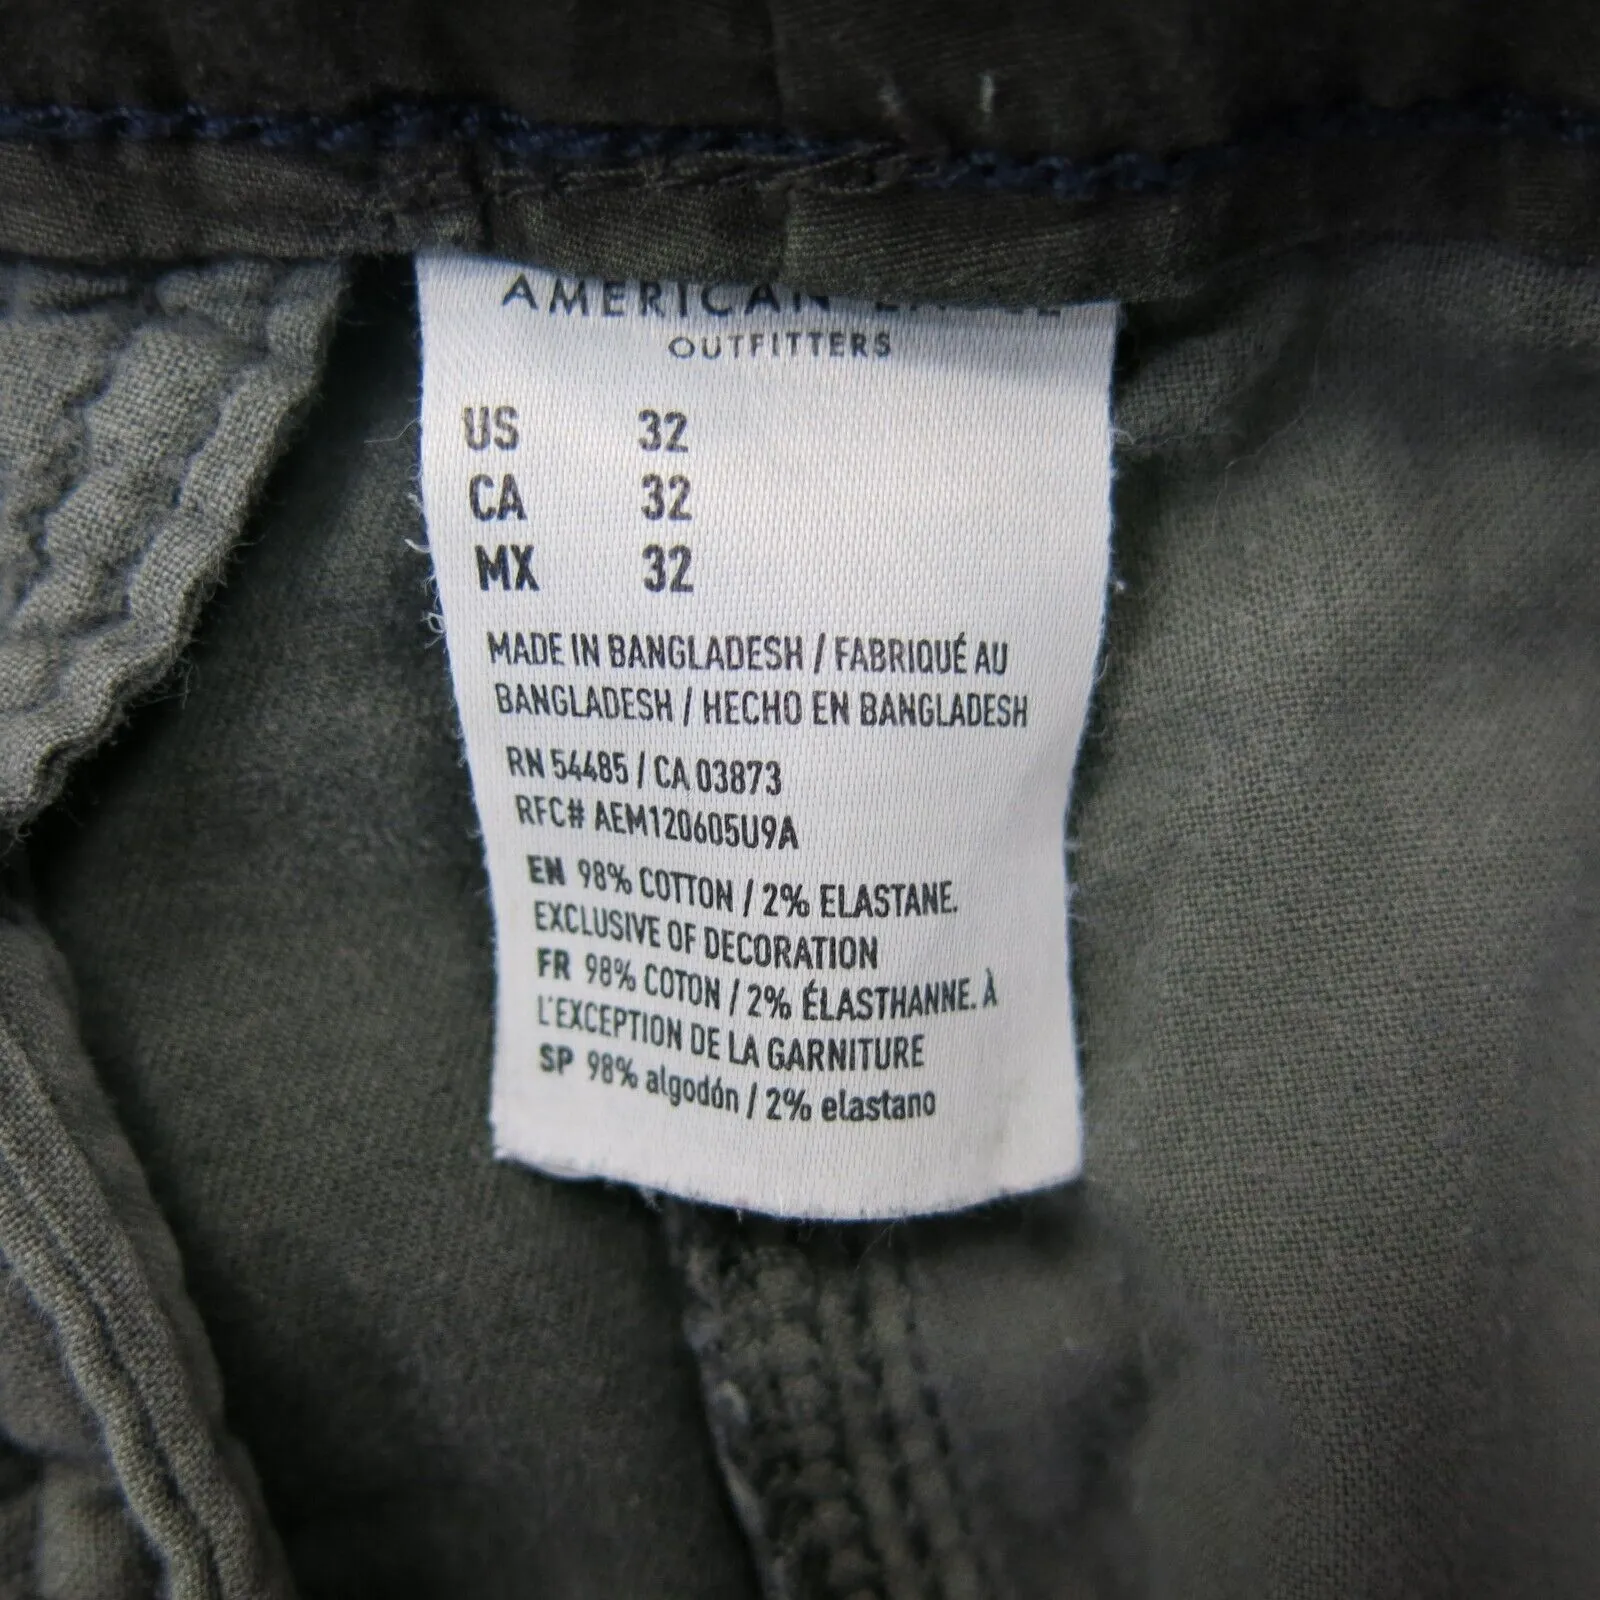 AMERICAN EAGLE
OUTFITTERS
US 32
CA 32
MX 32
MADE IN BANGLADESH / FABRIQUÉ AU
BANGLADESH / HECHO EN BANGLADESH
RN 54485 / CA 03873
RFC# AEM120605U9A
EN 98% COTTON / 2% ELASTANE.
EXCLUSIVE OF DECORATION
FR 98% COTON / 2% ÉLASTHANNE. À
L'EXCEPTION DE LA GARNITURE
SP 98% algodón / 2% elastano